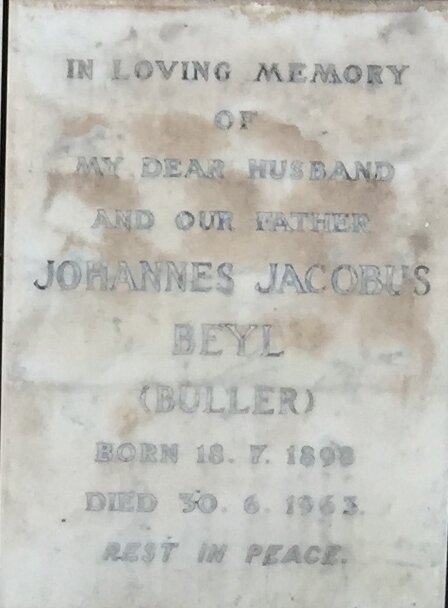 IN LOVING MEMORY
OF
MY DEAR HUSBAND
AND OUR FATHER
JOHANNES JACOBUS
BEYL
(BULLER)
BORN 18. 7. 1898
DIED 30. 6. 1963.
REST IN PEACE.